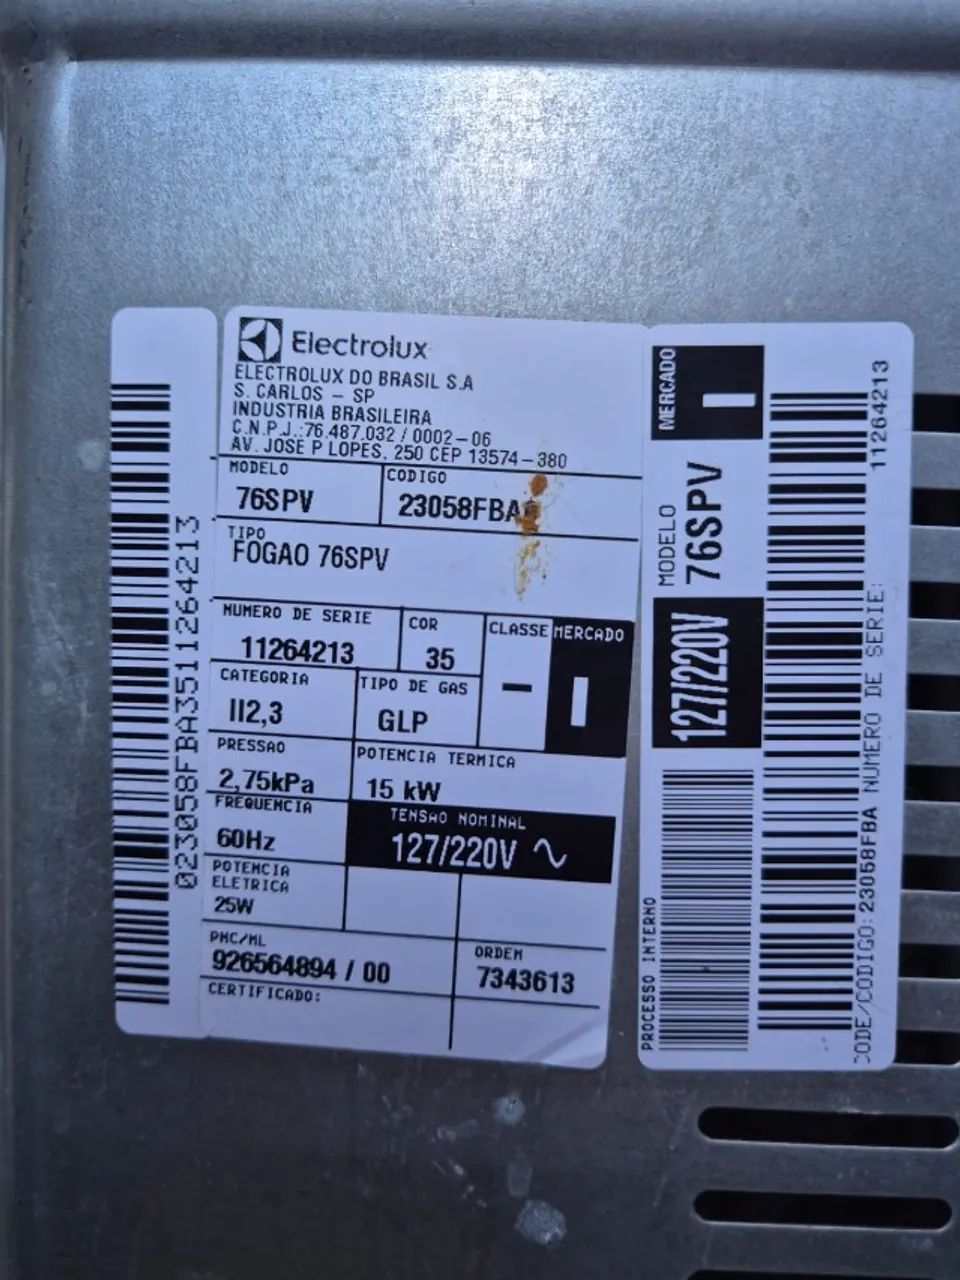 Electrolux
ELECTROLUX DO BRASIL S.A
S. CARLOS - SP
INDUSTRIA BRASILEIRA
C.N.P.J.:76.487.032 / 0002-06
AV. JOSE P LOPES, 250 CEP 13574-380
MODELO
76SPV
CODIGO
23058FBA
TIPO
FOGAO 76SPV
NUMERO DE SERIE
11264213
COR
35
CLASSE
-
MERCADO
I
CATEGORIA
II2,3
TIPO DE GAS
GLP
PRESSAO
2,75kPa
POTENCIA TERMICA
15 kW
FREQUENCIA
60Hz
TENSAO NOMINAL
127/220V ~
POTENCIA
ELETRICA
25W
PNC/ML
926564894 / 00
ORDEM
7343613
CERTIFICADO:
023058FBA3511264213
MERCADO
I
MODELO
76SPV
127/220V
PROCESSO INTERNO
11264213
CODE/CODIGO:23058FBA NUMERO DE SERIE: